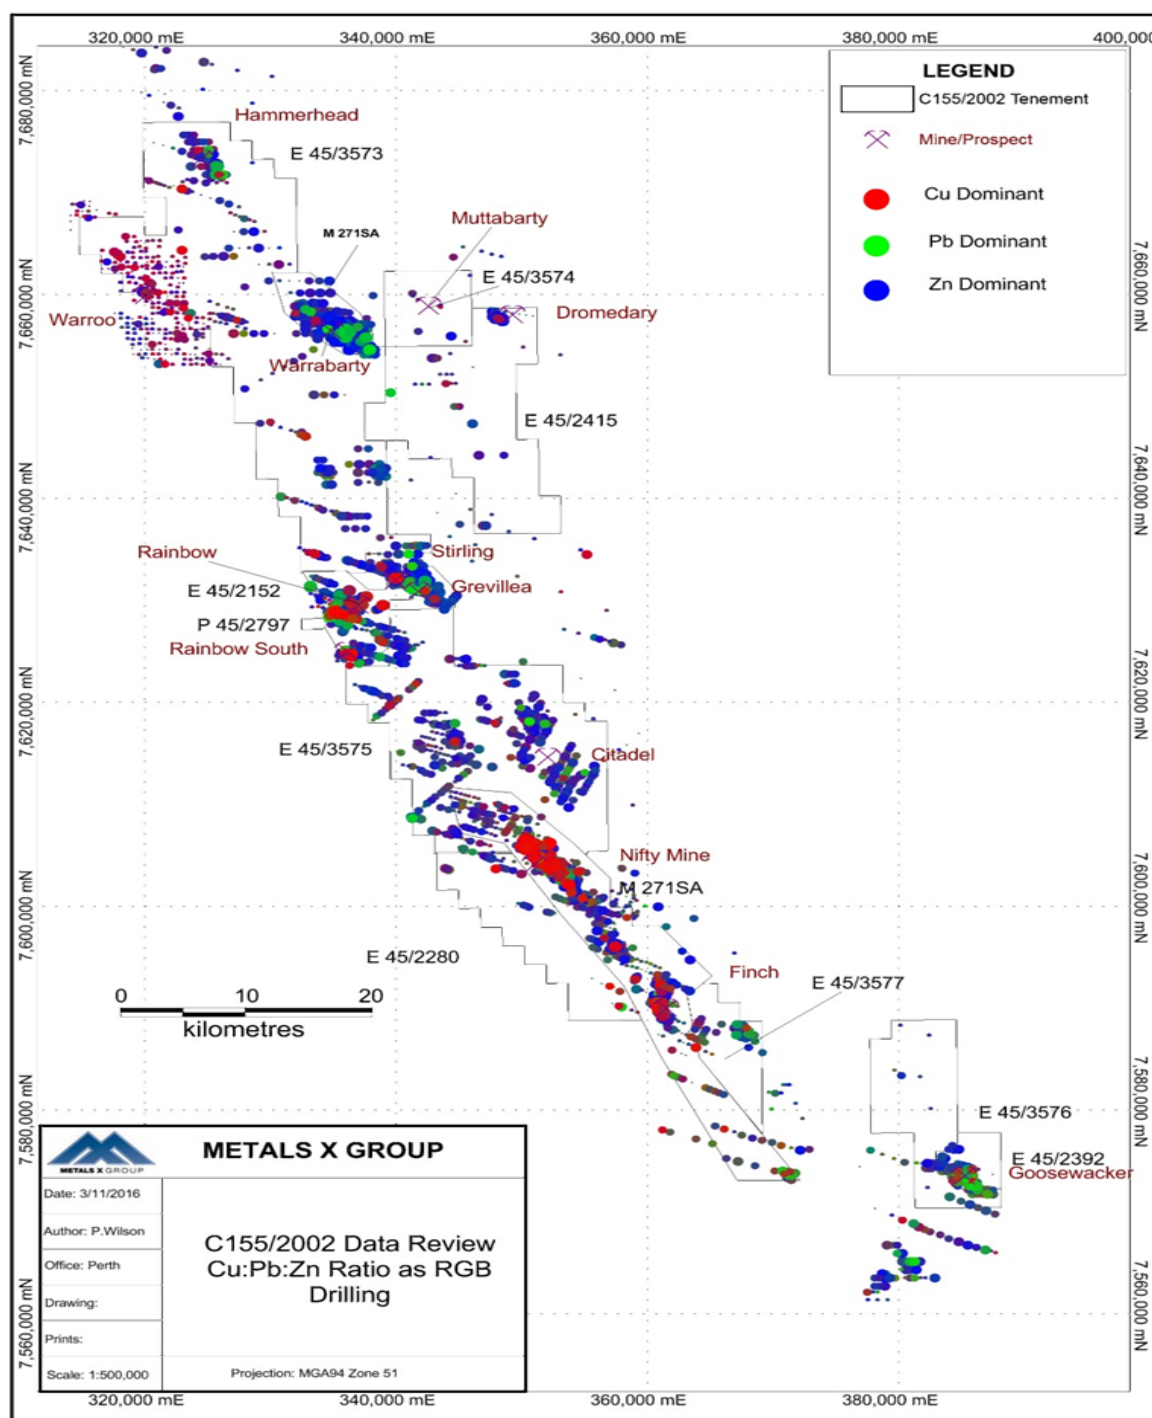 320,000 mE
340,000 mE
360,000 mE
380,000 mE
400,000
7,680,000 mN
7,660,000 mN
7,640,000 mN
7,620,000 mN
7,600,000 mN
7,580,000 mN
7,560,000 mN
LEGEND
C155/2002 Tenement
Mine/Prospect
Cu Dominant
Pb Dominant
Zn Dominant
Hammerhead
E 45/3573
Muttabarty
M 271SA
E 45/3574
Dromedary
Warroo
Warrabarty
E 45/2415
Rainbow
Stirling
E 45/2152
Grevillea
P 45/2797
Rainbow South
E 45/3575
Citadel
Nifty Mine
M 271SA
E 45/2280
Finch
E 45/3577
0 10 20
kilometres
E 45/3576
E 45/2392
Goosewacker
METALS X GROUP
METALS X GROUP
Date: 3/11/2016
Author: P.Wilson
Office: Perth
Drawing:
Prints:
Scale: 1:500,000
C155/2002 Data Review
Cu:Pb:Zn Ratio as RGB
Drilling
Projection: MGA94 Zone 51
7,660,000 mN
7,640,000 mN
7,620,000 mN
7,600,000 mN
7,580,000 mN
7,560,000 mN
320,000 mE
340,000 mE
360,000 mE
380,000 mE